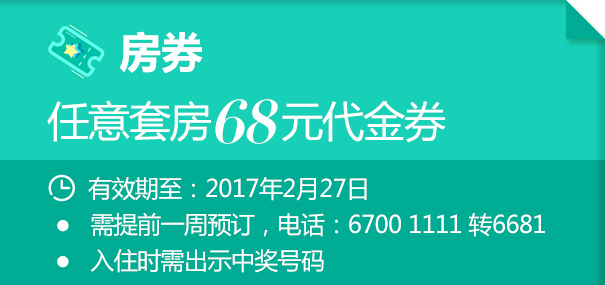 房券
任意套房68元代金券
有效期至：2017年2月27日
需提前一周预订，电话：6700 1111 转6681
入住时需出示中奖号码